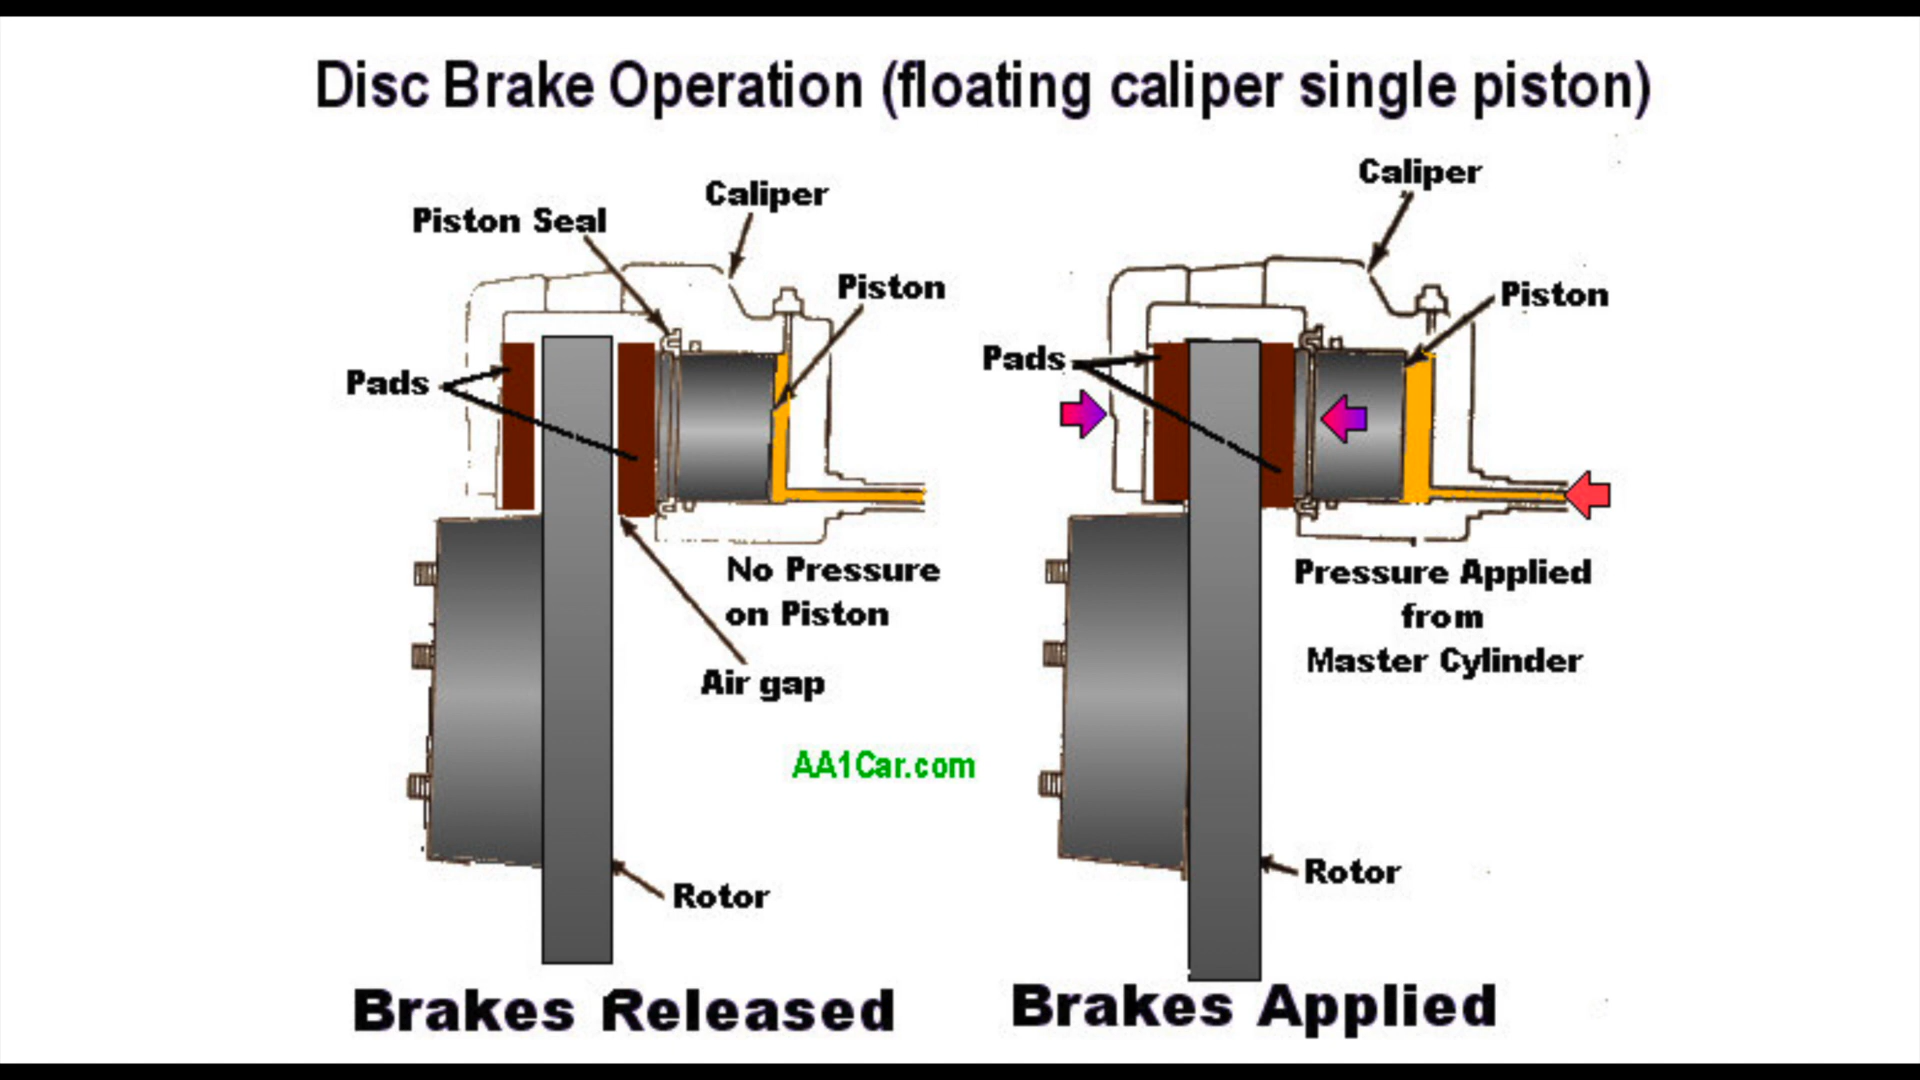 Disc Brake Operation (floating caliper single piston)
Caliper
Piston Seal
Piston
Pads
No Pressure
on Piston
Air gap
Rotor
Brakes Released
AA1Car.com
Caliper
Piston
Pads
Pressure Applied
from
Master Cylinder
Rotor
Brakes Applied